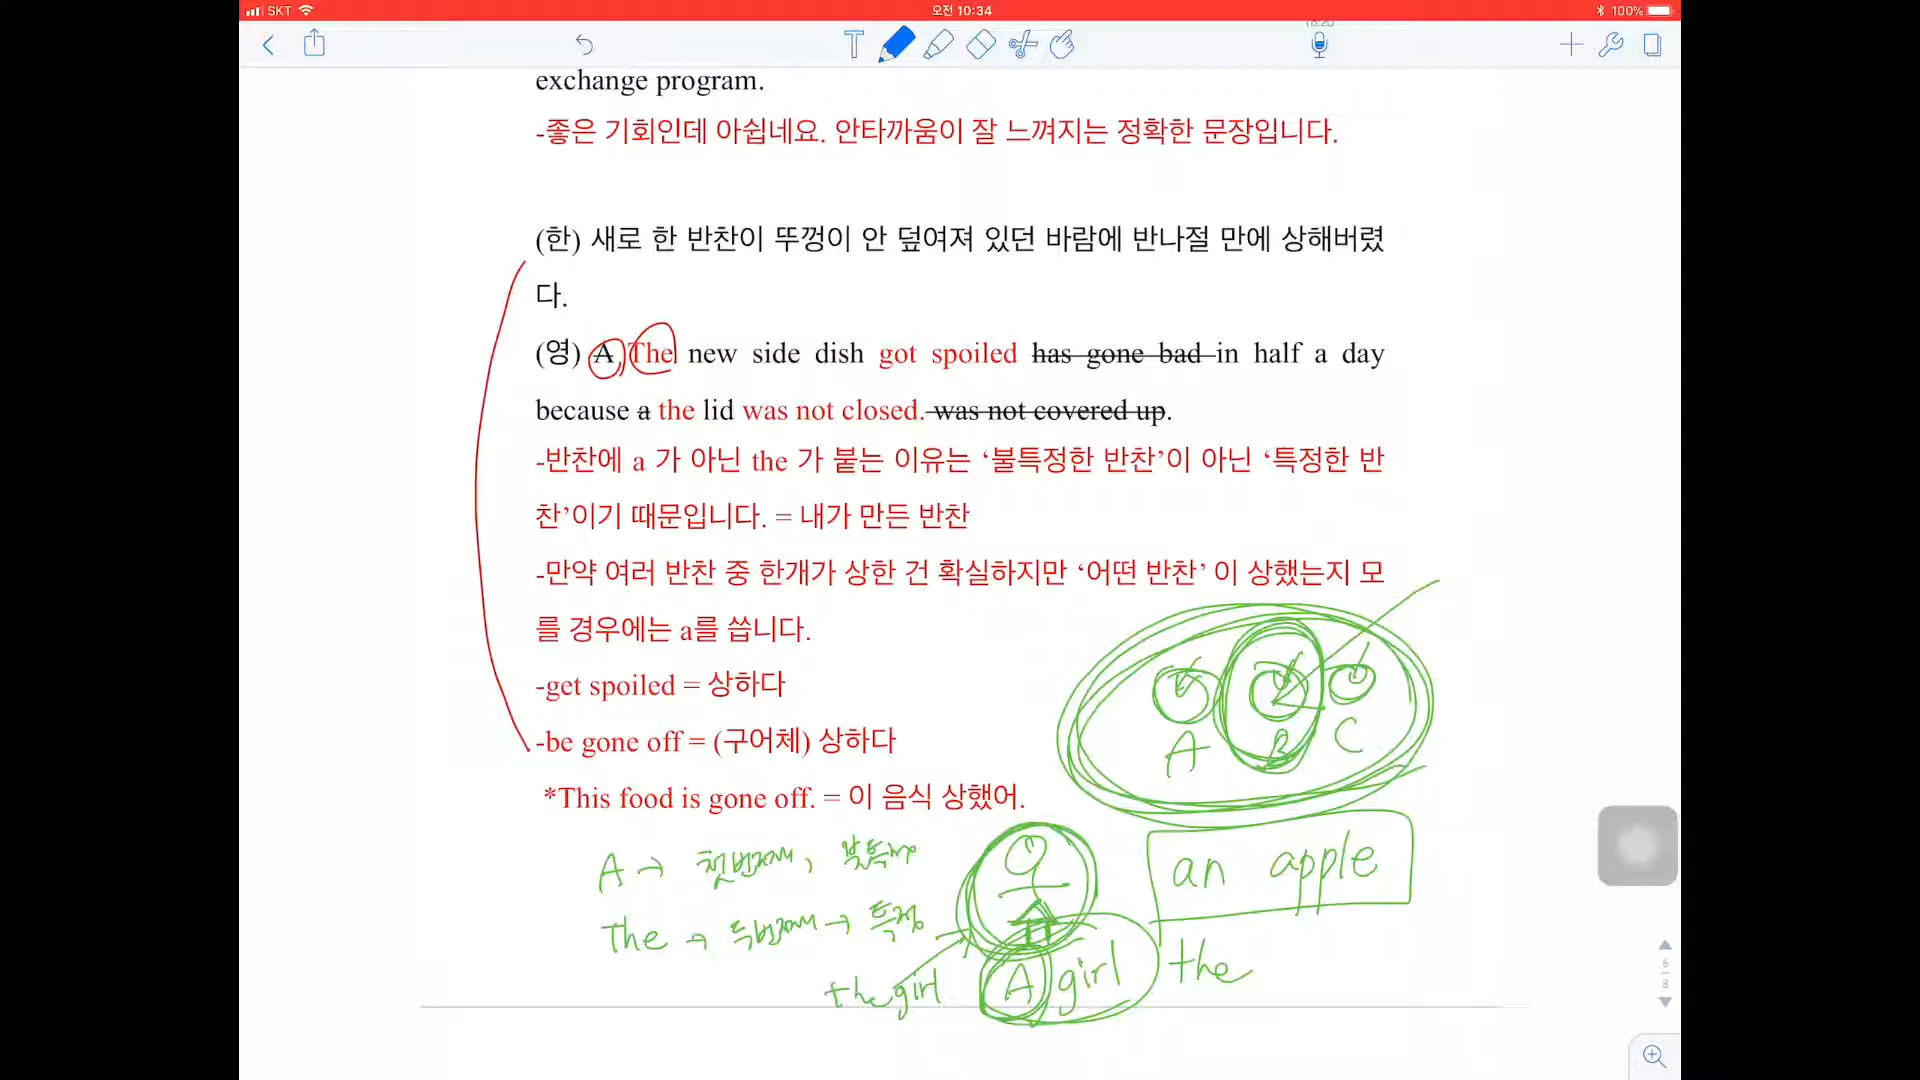 SKT 오전 10:34 100%
exchange program.
-좋은 기회인데 아쉽네요. 안타까움이 잘 느껴지는 정확한 문장입니다.
(한) 새로 한 반찬이 뚜껑이 안 덮여져 있던 바람에 반나절 만에 상해버렸
다.
(영) A The new side dish got spoiled has gone bad in half a day
because a the lid was not closed. was not covered up.
-반찬에 a 가 아닌 the 가 붙는 이유는 ‘불특정한 반찬’이 아닌 ‘특정한 반
찬’이기 때문입니다. = 내가 만든 반찬
-만약 여러 반찬 중 한개가 상한 건 확실하지만 ‘어떤 반찬’ 이 상했는지 모
를 경우에는 a를 씁니다.
-get spoiled = 상하다
A B C
-be gone off = (구어체) 상하다
*This food is gone off. = 이 음식 상했어.
A → 첫번째,
an apple
The → 두번째 → 특정
the girl
A girl
the
6
8